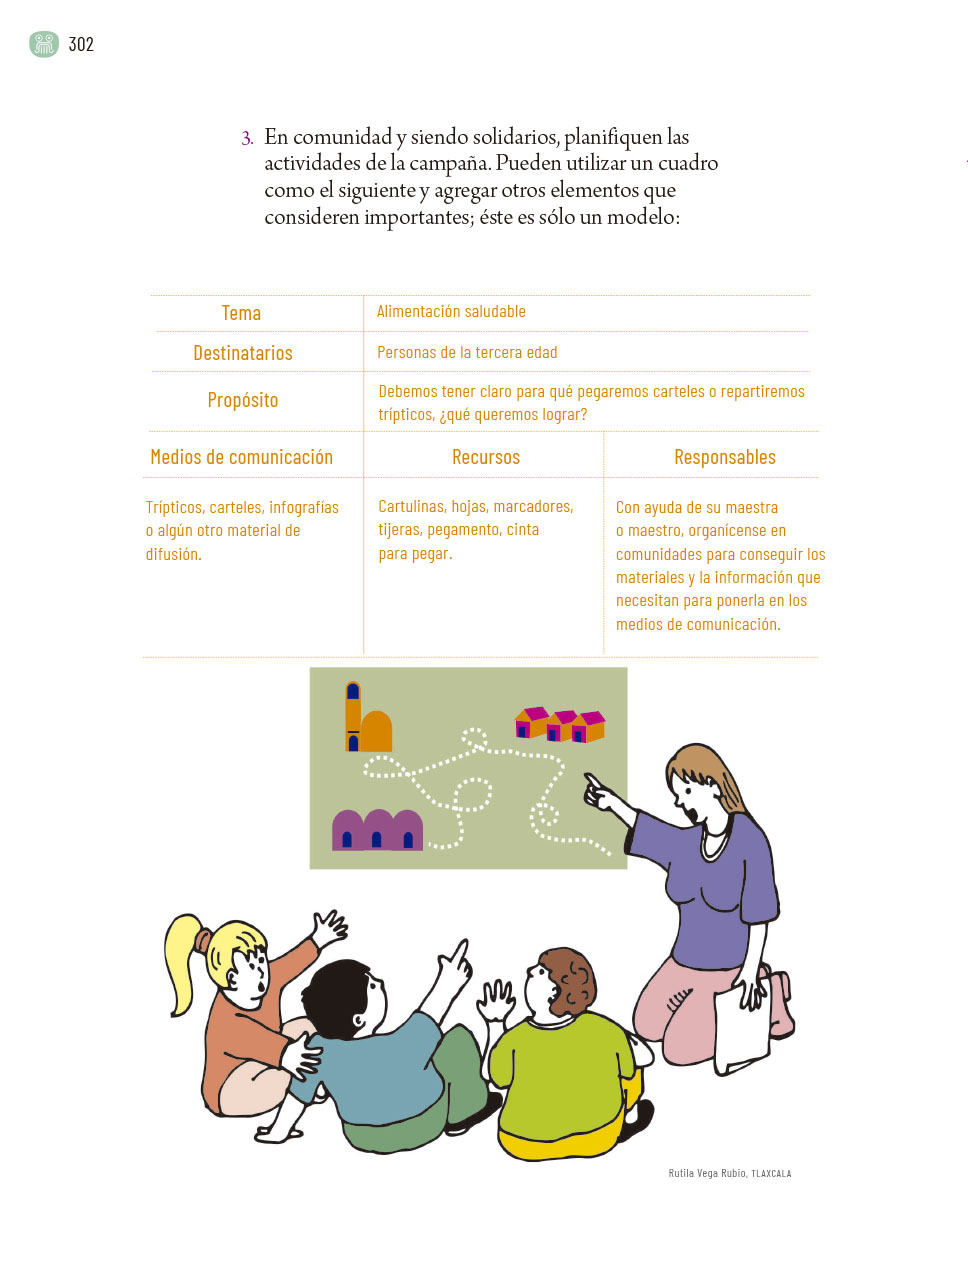 302
3. En comunidad y siendo solidarios, planifiquen las
actividades de la campaña. Pueden utilizar un cuadro
como el siguiente y agregar otros elementos que
consideren importantes; éste es sólo un modelo:
Tema
Alimentación saludable
Destinatarios
Personas de la tercera edad
Propósito
Debemos tener claro para qué pegaremos carteles o repartiremos
trípticos, ¿qué queremos lograr?
Medios de comunicación
Recursos
Responsables
Trípticos, carteles, infografías
o algún otro material de
difusión.
Cartulinas, hojas, marcadores,
tijeras, pegamento, cinta
para pegar.
Con ayuda de su maestra
o maestro, organícense en
comunidades para conseguir los
materiales y la información que
necesitan para ponerla en los
medios de comunicación.
Rutila Vega Rubio, TLAXCALA